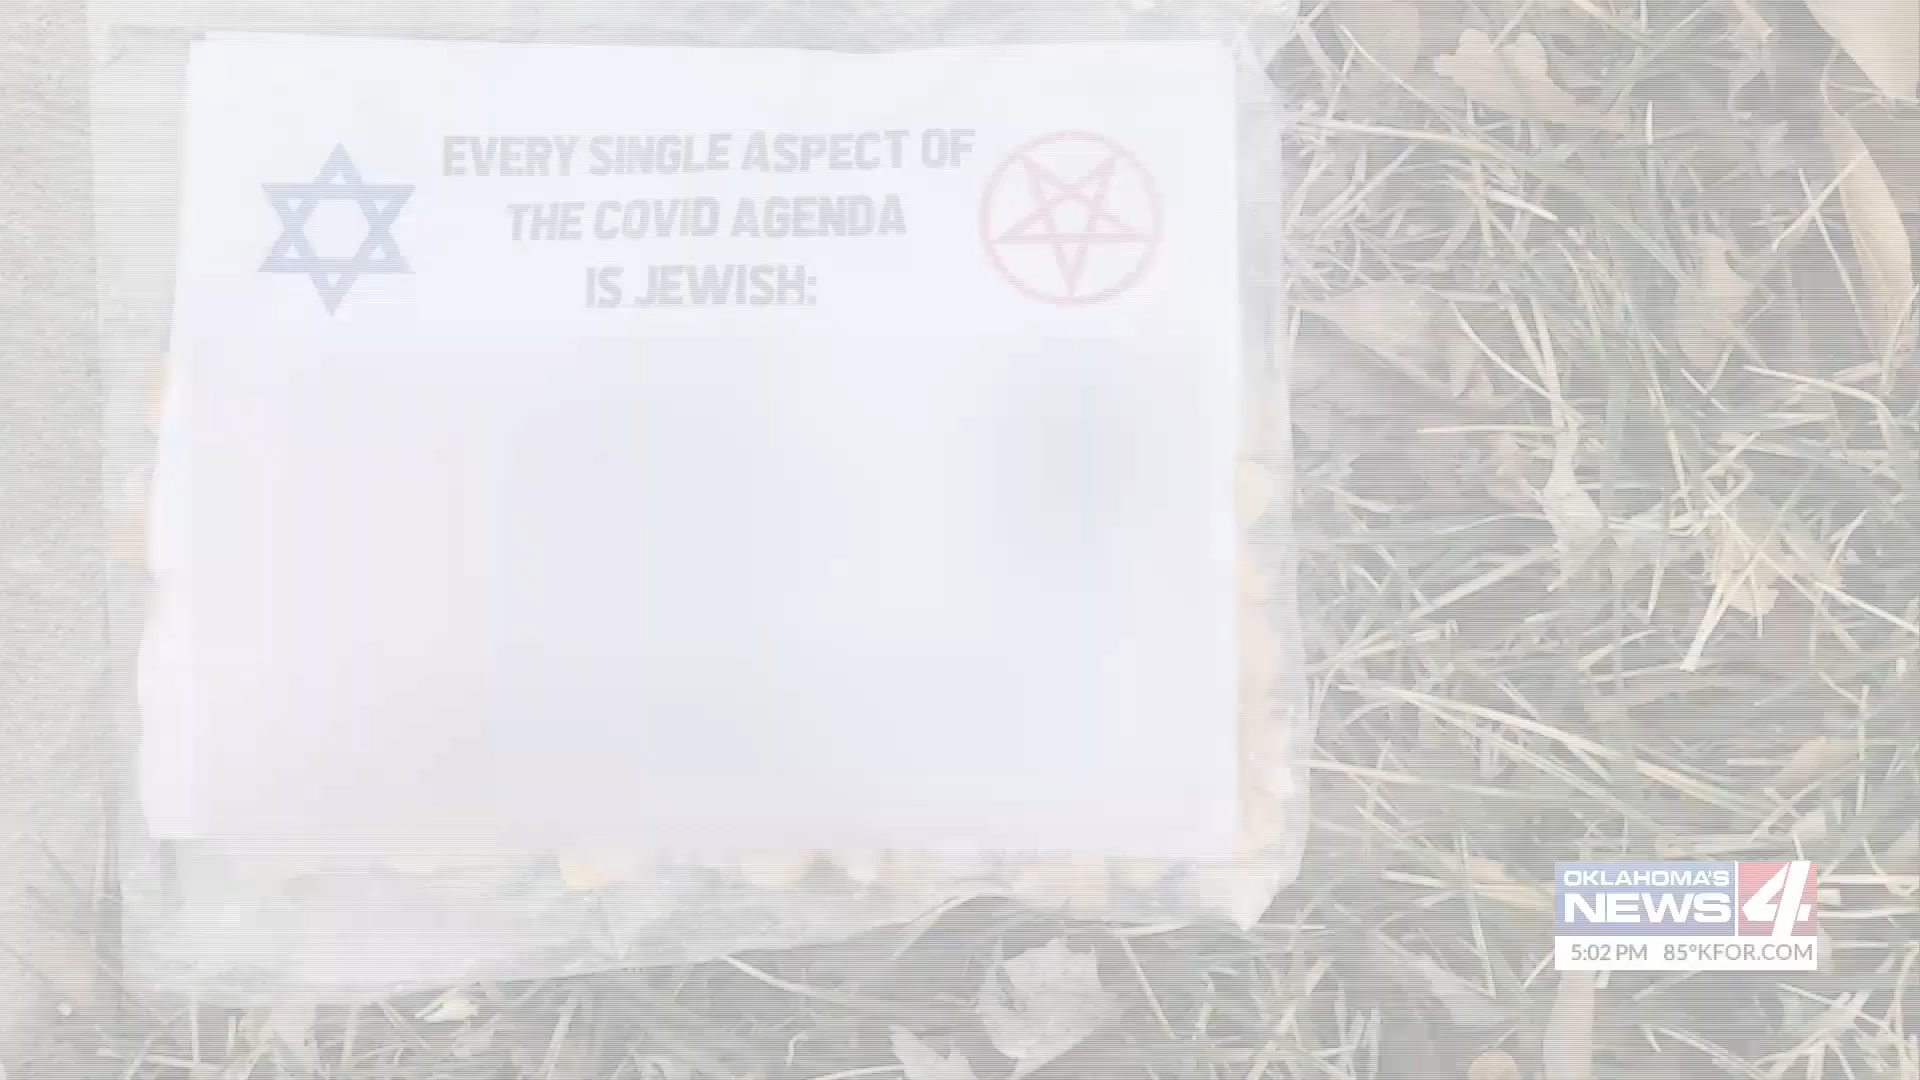 EVERY SINGLE ASPECT OF
THE COVID AGENDA
IS JEWISH:
OKLAHOMA'S
NEWS 4
5:02 PM 85° KFOR.COM